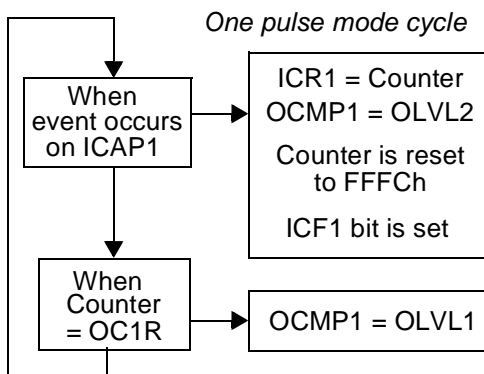 One pulse mode cycle
When
event occurs
on ICAP1
ICR1 = Counter
OCMP1 = OLVL2
Counter is reset
to FFFCh
ICF1 bit is set
When
Counter
= OC1R
OCMP1 = OLVL1